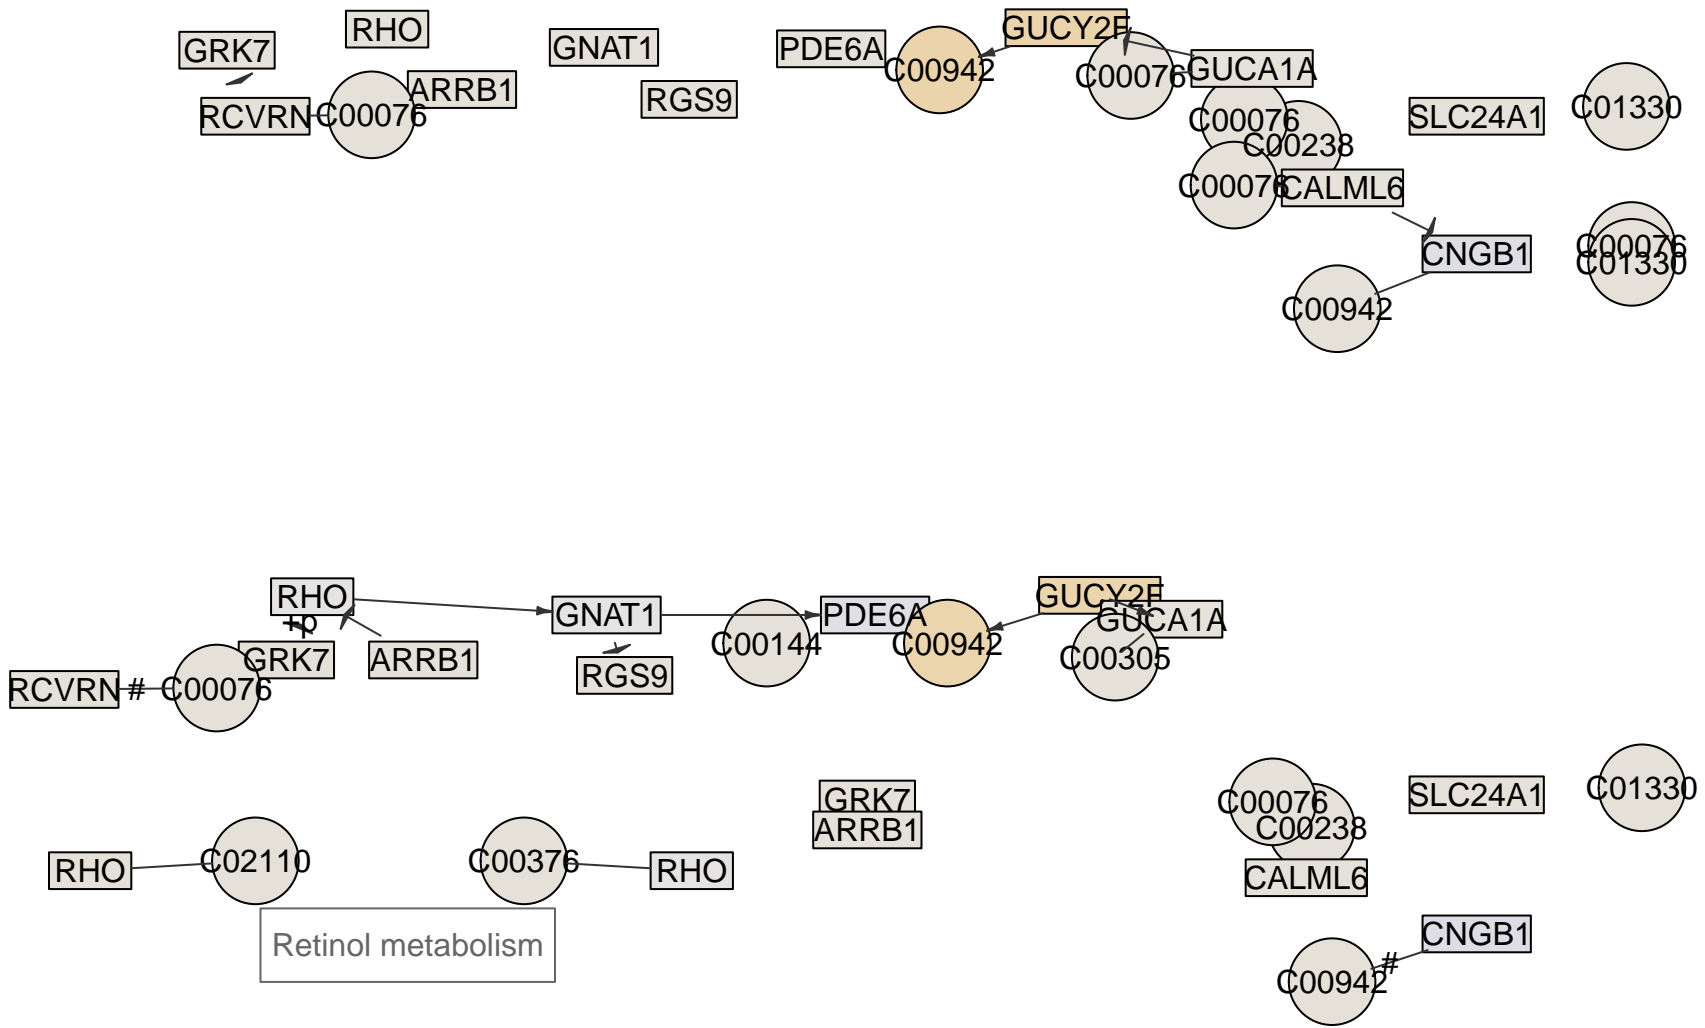 RHO
GUCY2F
GRK7
GNAT1
PDE6A
C00942
C00076
GUCA1A
ARRB1
RGS9
RCVRN
C00076
C00076
SLC24A1
C01330
C00238
C00076
CALML6
CNGB1
C00076
C01330
C00942
RHO
GUCY2F
GNAT1
PDE6A
GUCA1A
+p
GRK7
ARRB1
C00144
C00942
C00305
RGS9
RCVRN
#
C00076
GRK7
ARRB1
C00076
C00238
SLC24A1
C01330
RHO
C02110
C00376
RHO
CALML6
Retinol metabolism
CNGB1
#
C00942